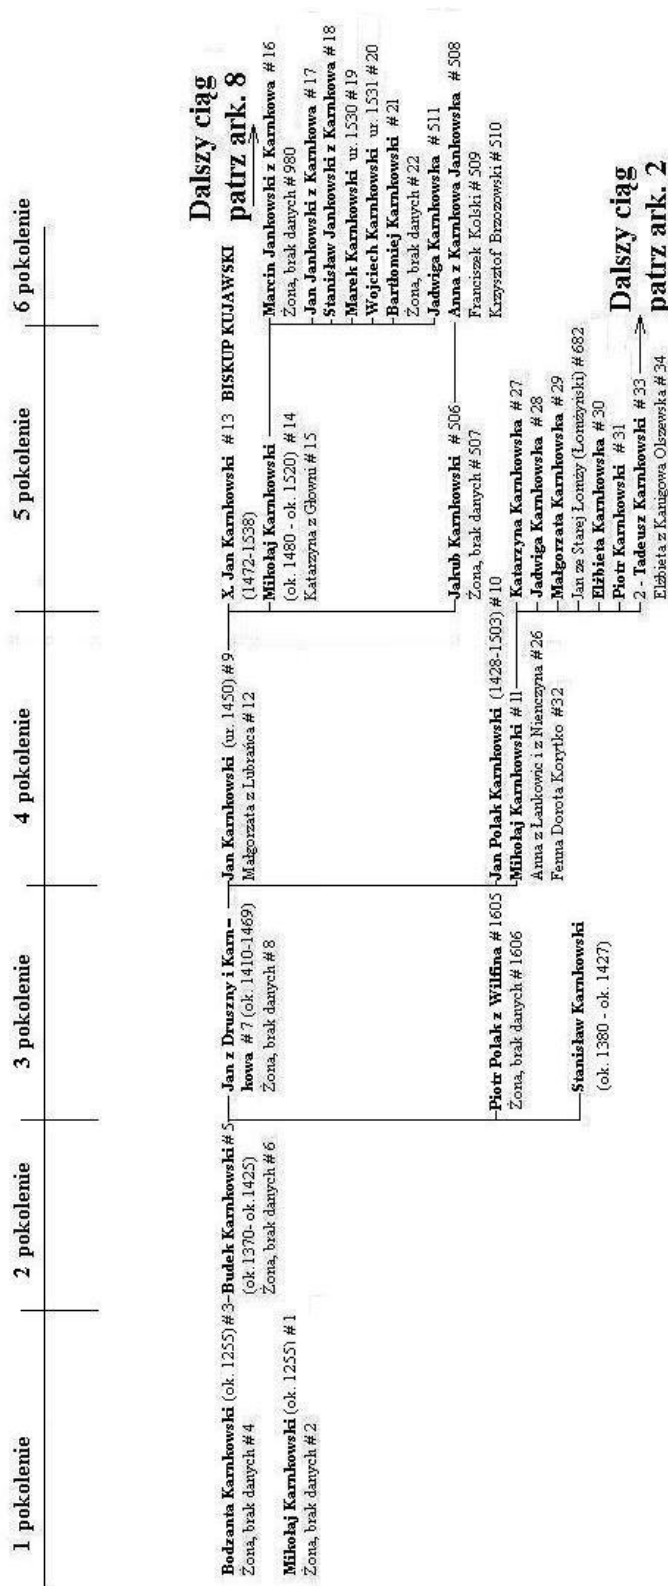 1 pokolenie
2 pokolenie
3 pokolenie
4 pokolenie
5 pokolenie
6 pokolenie
Bodzanta Karnkowski (ok. 1255) # 3
Żona, brak danych # 4
Mikołaj Karnkowski (ok. 1255) # 1
Żona, brak danych # 2
Budek Karnkowski # 5
(ok.1370- ok.1425)
Żona, brak danych # 6
Jan z Druszny i Karn-
kowa # 7 (ok. 1410-1469)
Żona, brak danych # 8
Piotr Polak z Wilfina # 1605
Żona, brak danych # 1606
Stanisław Karnkowski
(ok. 1380 - ok. 1427)
Jan Karnkowski (ur. 1450) # 9
Małgorzata z Lubrańca # 12
Jan Polak Karnkowski (1428-1503) # 10
Mikołaj Karnkowski # 11
Anna z Łankowic i z Nienczyna #26
Fenna Dorota Korytko #32
X. Jan Karnkowski # 13 BISKUP KUJAWSKI
(1472-1538)
Mikołaj Karnkowski
(ok. 1480 - ok. 1520) # 14
Katarzyna z Głowni # 15
Jakub Karnkowski # 506
Żona, brak danych # 507
Katarzyna Karnkowska # 27
Jadwiga Karnkowska # 28
Małgorzata Karnkowska # 29
Jan ze Starej Łomży (Łomżyński) # 682
Elżbieta Karnkowska # 30
Piotr Karnkowski # 31
2 - Tadeusz Karnkowski # 33
Elżbieta z Kanigowa Olszewska # 34
Dalszy ciąg
patrz ark. 8
Marcin Jankowski z Karnkowa # 16
Żona, brak danych # 980
Jan Jankowski z Karnkowa # 17
Stanisław Jankowski z Karnkowa # 18
Marek Karnkowski ur. 1530 # 19
Wojciech Karnkowski ur. 1531 # 20
Bartłomiej Karnkowski # 21
Żona, brak danych # 22
Jadwiga Karnkowska # 511
Anna z Karnkowa Jankowska # 508
Franciszek Kolski # 509
Krzysztof Brzozowski # 510
Dalszy ciąg
patrz ark. 2